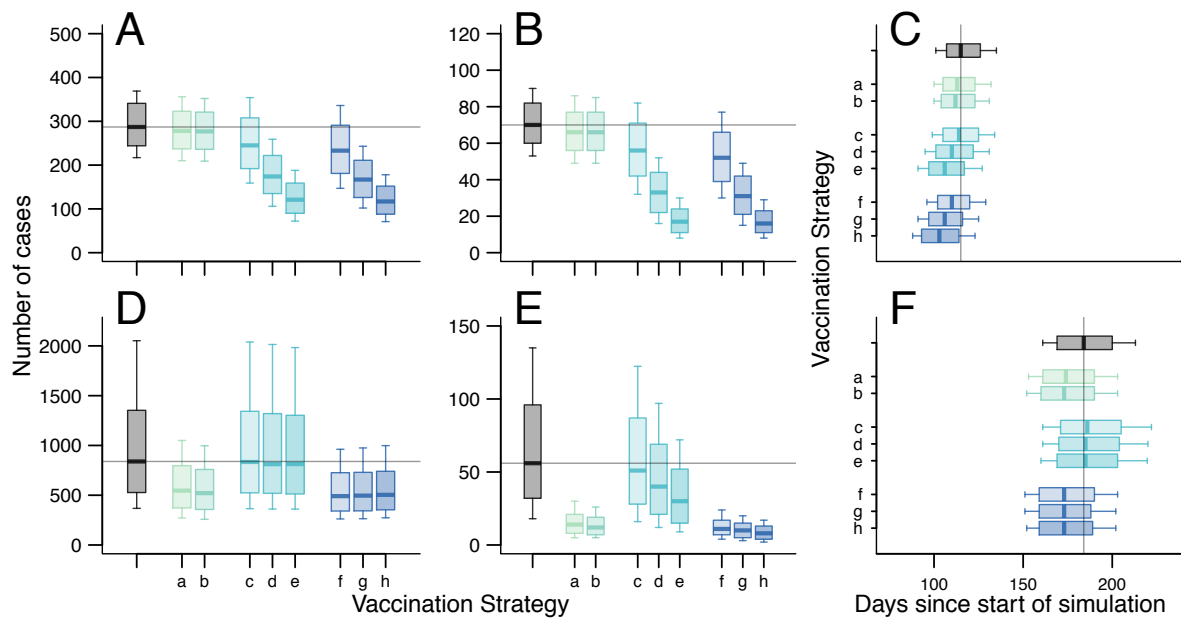 A
B
C
500
400
300
200
100
0
120
100
80
60
40
20
0
a
b
c
d
e
f
g
h
Number of cases
Vaccination Strategy
D
E
F
2000
1500
1000
500
0
150
100
50
0
a
b
c
d
e
f
g
h
a b c d e f g h
a b c d e f g h
100 150 200
Vaccination Strategy
Days since start of simulation